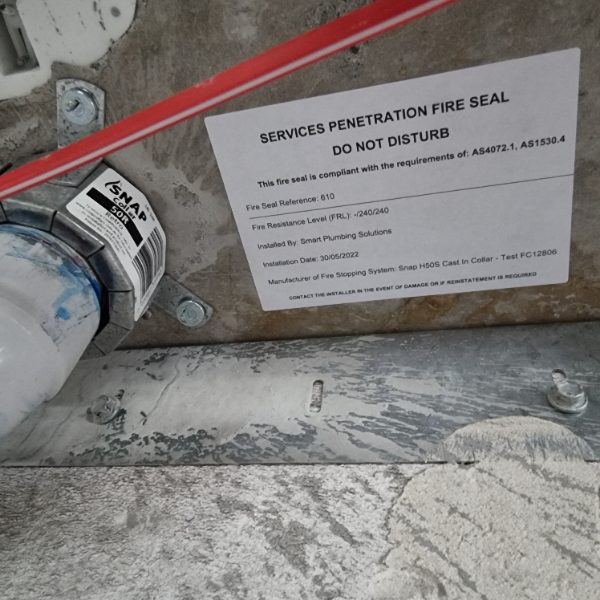 SNAP
Collar
50R
Retro
SERVICES PENETRATION FIRE SEAL
DO NOT DISTURB
This fire seal is compliant with the requirements of: AS4072.1, AS1530.4
Fire Seal Reference: 610
Fire Resistance Level (FRL): -/240/240
Installed By: Smart Plumbing Solutions
Installation Date: 30/05/2022
Manufacturer of Fire Stopping System: Snap H50S Cast In Collar - Test FC12806
CONTACT THE INSTALLER IN THE EVENT OF DAMAGE OR IF REINSTATEMENT IS REQUIRED